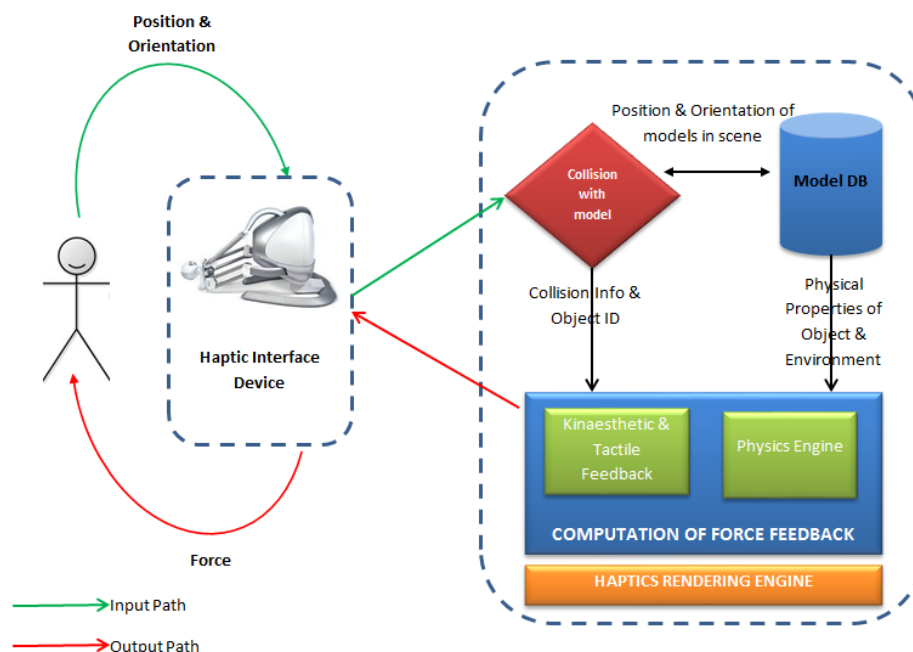 Position &
Orientation
Haptic Interface
Device
Force
Input Path
Output Path
Position & Orientation of
models in scene
Collision
with
model
Model DB
Collision Info &
Object ID
Physical
Properties of
Object &
Environment
Kinaesthetic &
Tactile
Feedback
Physics Engine
COMPUTATION OF FORCE FEEDBACK
HAPTICS RENDERING ENGINE